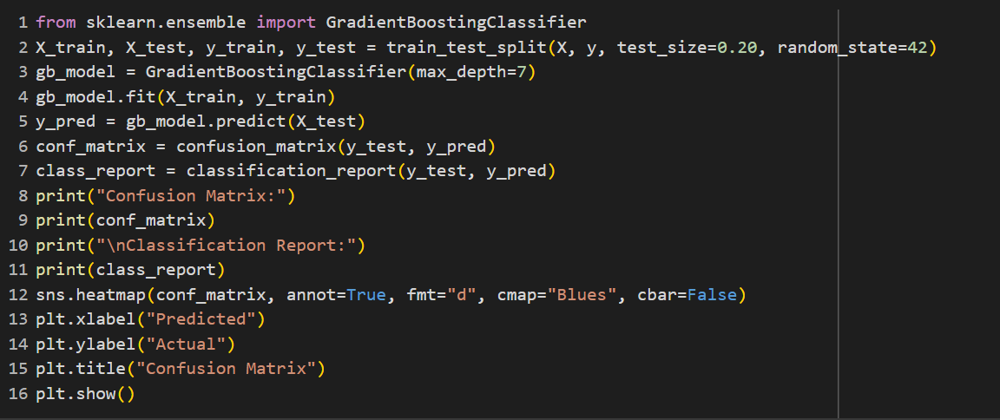 1 from sklearn.ensemble import GradientBoostingClassifier
2 X_train, X_test, y_train, y_test = train_test_split(X, y, test_size=0.20, random_state=42)
3 gb_model = GradientBoostingClassifier(max_depth=7)
4 gb_model.fit(X_train, y_train)
5 y_pred = gb_model.predict(X_test)
6 conf_matrix = confusion_matrix(y_test, y_pred)
7 class_report = classification_report(y_test, y_pred)
8 print("Confusion Matrix:")
9 print(conf_matrix)
10 print("\nClassification Report:")
11 print(class_report)
12 sns.heatmap(conf_matrix, annot=True, fmt="d", cmap="Blues", cbar=False)
13 plt.xlabel("Predicted")
14 plt.ylabel("Actual")
15 plt.title("Confusion Matrix")
16 plt.show()